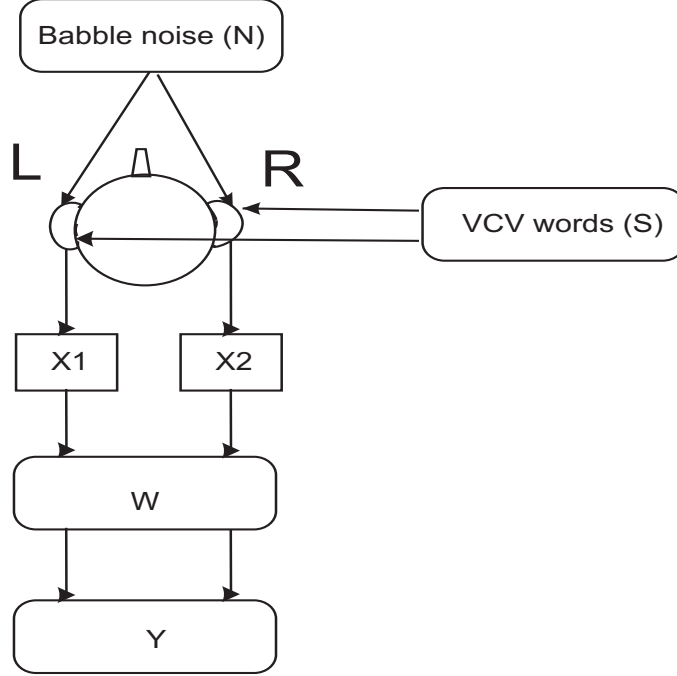 Babble noise (N)
L
R
VCV words (S)
X1
X2
W
Y